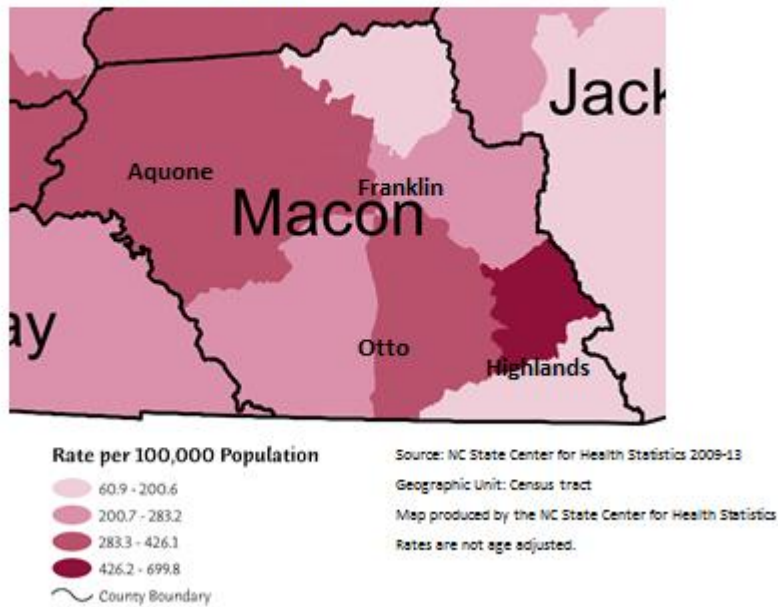 Jack
Aquone
Franklin
Macon
ay
Otto
Highlands
Rate per 100,000 Population
60.9 - 200.6
200.7 - 283.2
283.3 - 426.1
426.2 - 699.8
County Boundary
Source: NC State Center for Health Statistics 2009-13
Geographic Unit: Census tract
Map produced by the NC State Center for Health Statistics
Rates are not age adjusted.